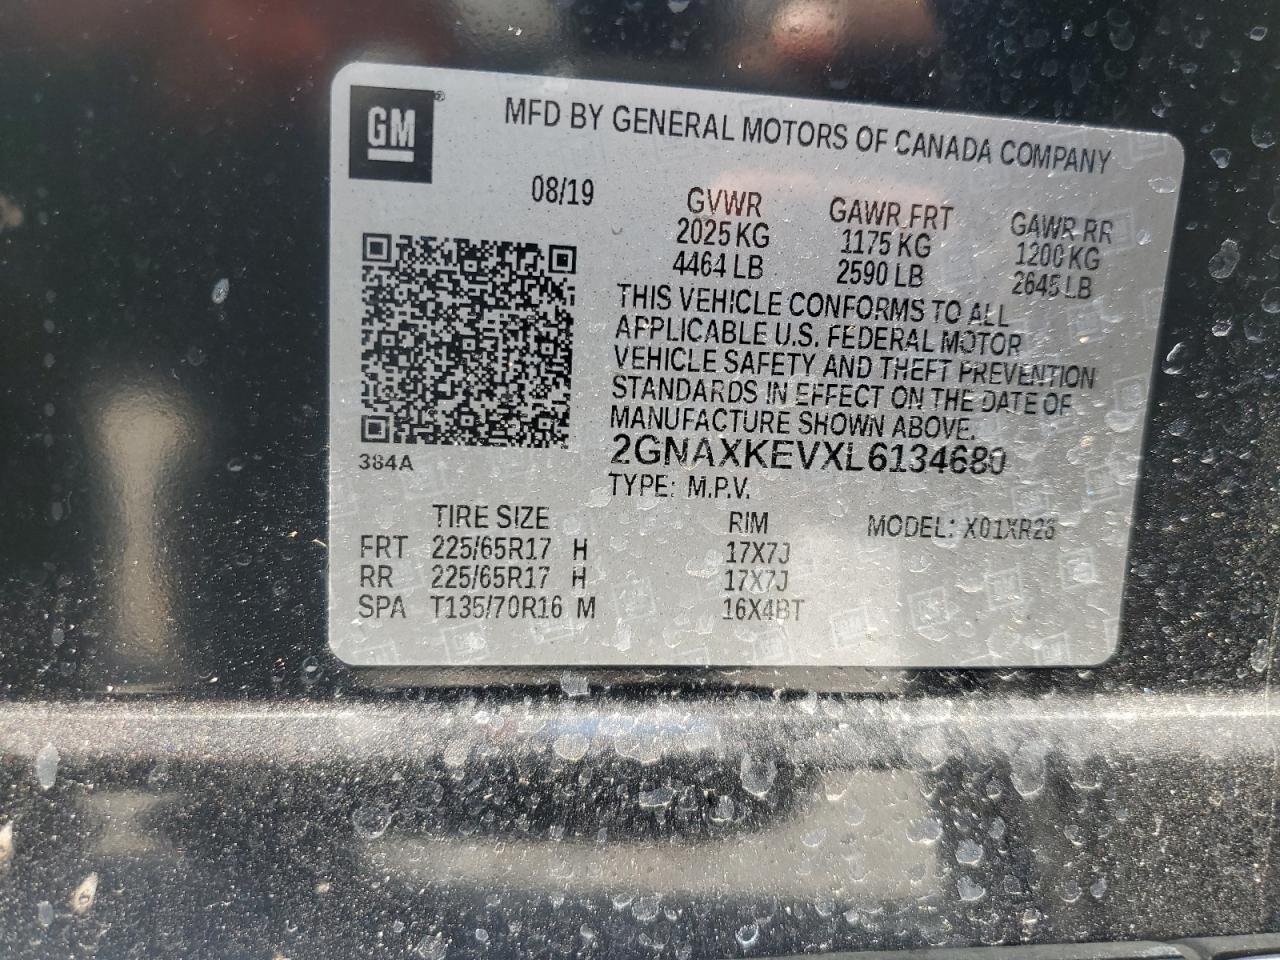 GM
MFD BY GENERAL MOTORS OF CANADA COMPANY
08/19
GVWR
2025 KG
4464 LB
GAWR FRT
1175 KG
2590 LB
GAWR RR
1200 KG
2645 LB
THIS VEHICLE CONFORMS TO ALL
APPLICABLE U.S. FEDERAL MOTOR
VEHICLE SAFETY AND THEFT PREVENTION
STANDARDS IN EFFECT ON THE DATE OF
MANUFACTURE SHOWN ABOVE.
2GNAXKEVXL6134680
TYPE: M.P.V.
384A
TIRE SIZE RIM MODEL: X01XR26
FRT 225/65R17 H 17X7J
RR 225/65R17 H 17X7J
SPA T135/70R16 M 16X4BT